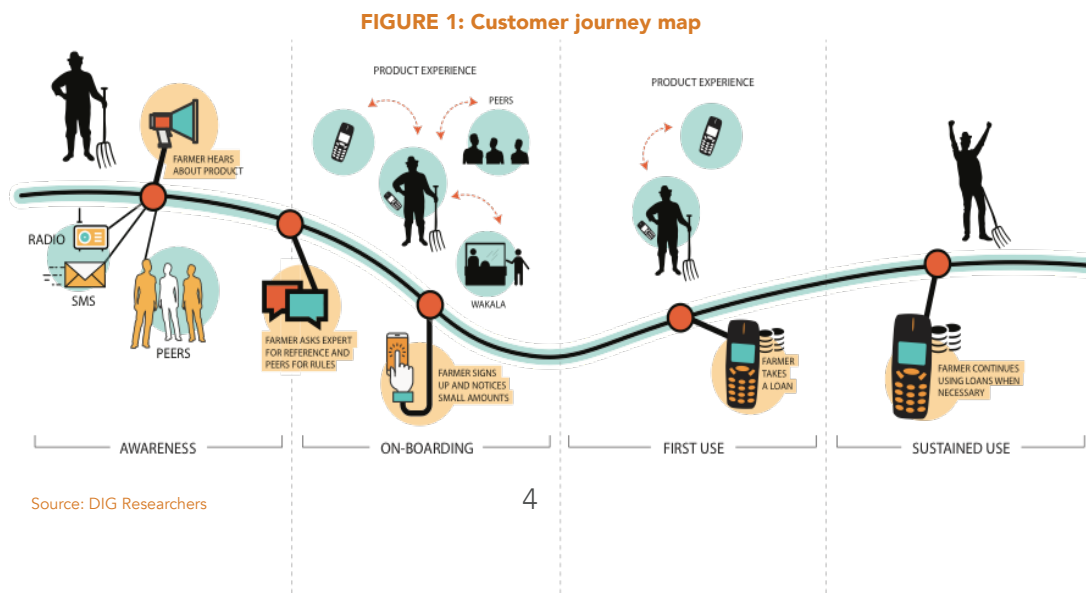 FIGURE 1: Customer journey map
FARMER HEARS
ABOUT PRODUCT
RADIO
SMS
PEERS
FARMER ASKS EXPERT
FOR REFERENCE AND
PEERS FOR RULES
PRODUCT EXPERIENCE
PEERS
WAKALA
FARMER SIGNS
UP AND NOTICES
SMALL AMOUNTS
PRODUCT EXPERIENCE
FARMER
TAKES
A LOAN
FARMER CONTINUES
USING LOANS WHEN
NECESSARY
AWARENESS
ON-BOARDING
FIRST USE
SUSTAINED USE
Source: DIG Researchers
4